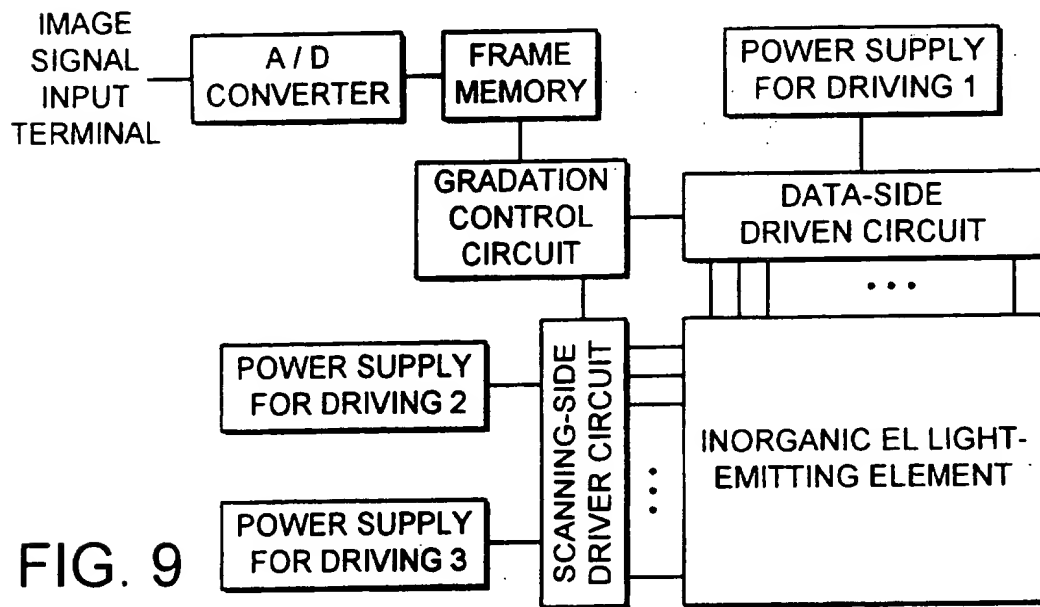 IMAGE
SIGNAL
INPUT
TERMINAL
A / D
CONVERTER
FRAME
MEMORY
POWER SUPPLY
FOR DRIVING 1
GRADATION
CONTROL
CIRCUIT
DATA-SIDE
DRIVEN CIRCUIT
POWER SUPPLY
FOR DRIVING 2
SCANNING-SIDE
DRIVER CIRCUIT
INORGANIC EL LIGHT-
EMITTING ELEMENT
POWER SUPPLY
FOR DRIVING 3
FIG. 9